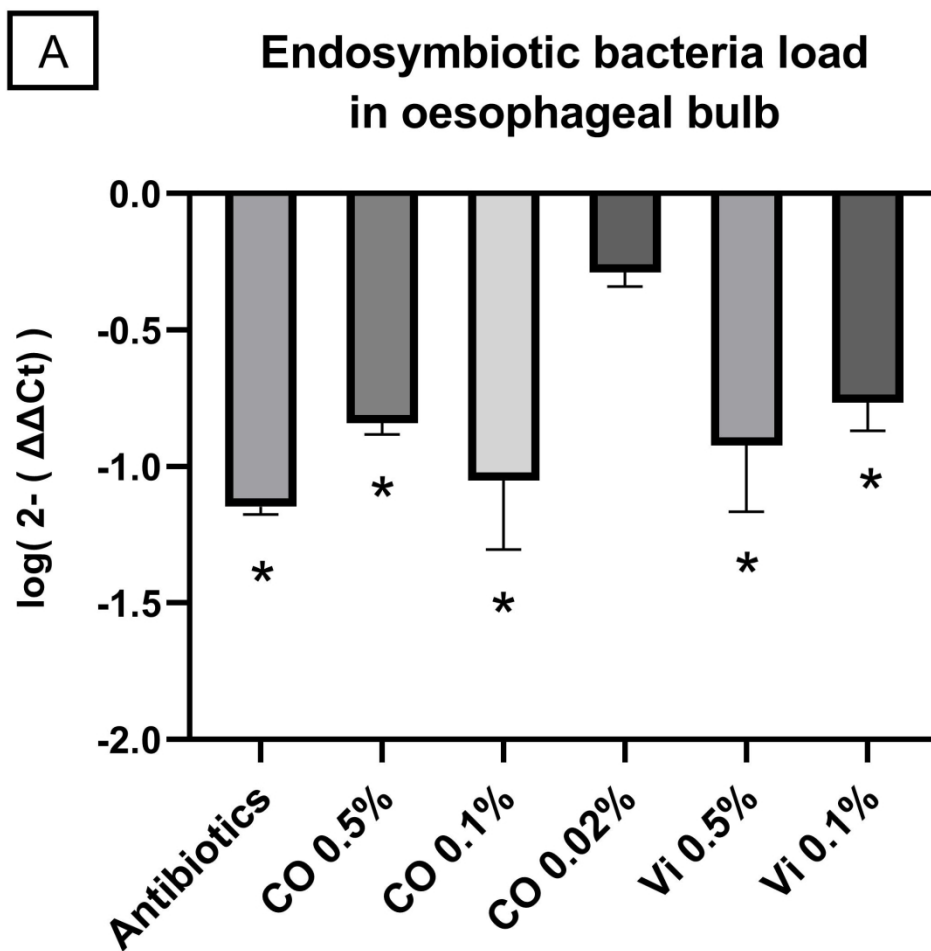 A
Endosymbiotic bacteria load
in oesophageal bulb
log( 2- ( ΔΔCt) )
0.0
-0.5
-1.0
-1.5
-2.0
*
*
*
*
*
Antibiotics
CO 0.5%
CO 0.1%
CO 0.02%
Vi 0.5%
Vi 0.1%